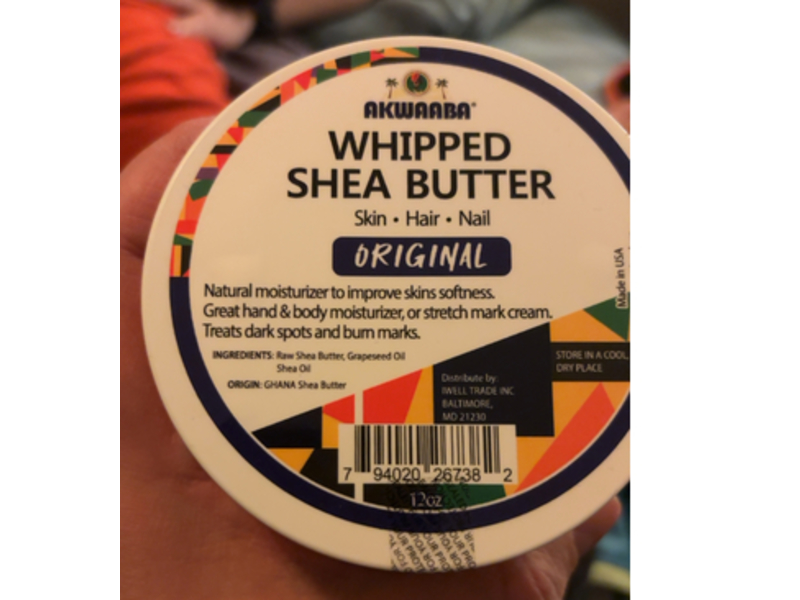 AKWAABA®
WHIPPED
SHEA BUTTER
Skin • Hair • Nail
ORIGINAL
Natural moisturizer to improve skins softness.
Great hand & body moisturizer, or stretch mark cream.
Treats dark spots and burn marks.
INGREDIENTS: Raw Shea Butter, Grapeseed Oil
Shea Oil
ORIGIN: GHANA Shea Butter
Made in USA
STORE IN A COOL,
DRY PLACE
Distribute by:
IWELL TRADE INC
BALTIMORE,
MD 21230
7 94020 26738 2
12oz